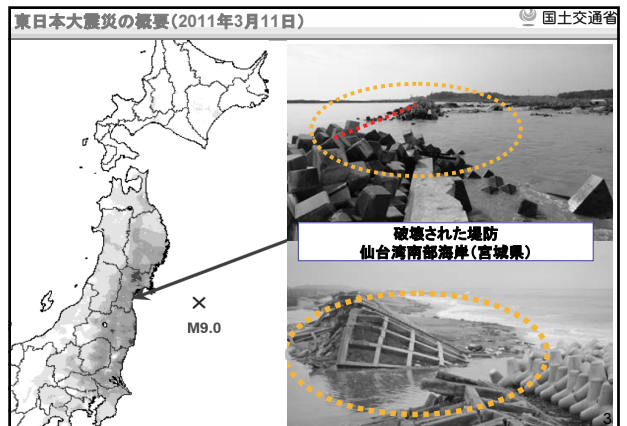 東日本大震災の概要（2011年3月11日）
国土交通省
破壊された堤防
仙台湾南部海岸（宮城県）
×
M9.0
3